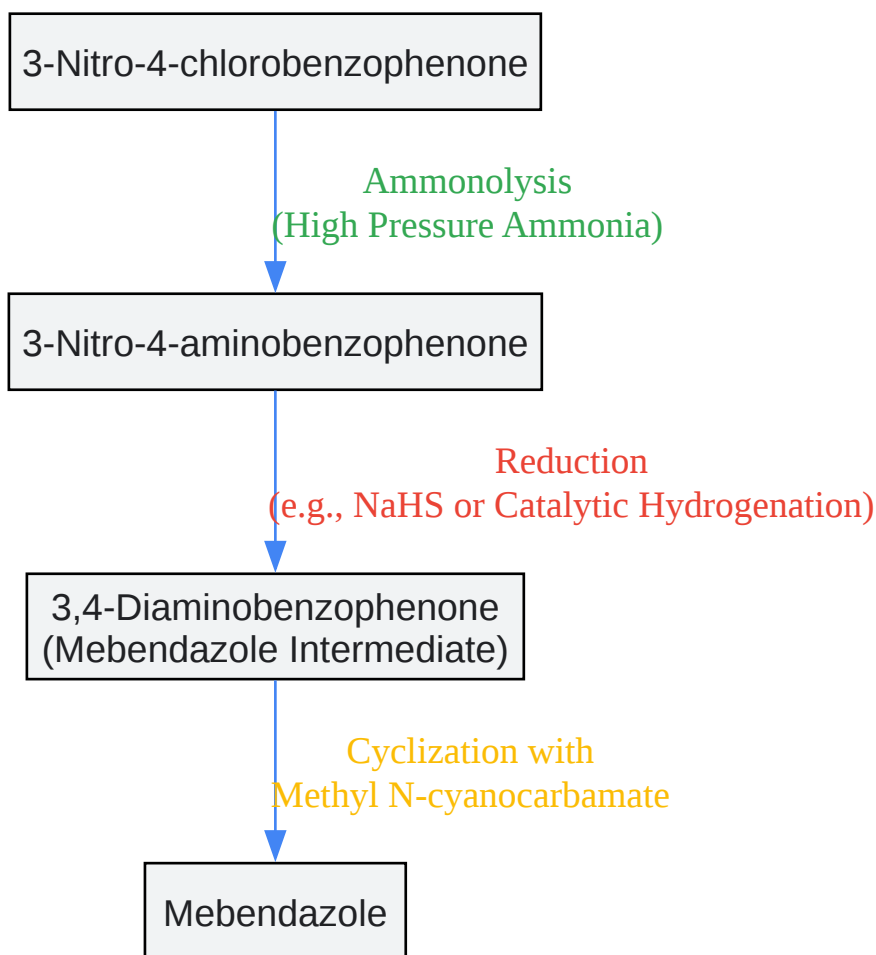 3-Nitro-4-chlorobenzophenone
Ammonolysis
(High Pressure Ammonia)
3-Nitro-4-aminobenzophenone
Reduction
(e.g., NaHS or Catalytic Hydrogenation)
3,4-Diaminobenzophenone
(Mebendazole Intermediate)
Cyclization with
Methyl N-cyanocarbamate
Mebendazole